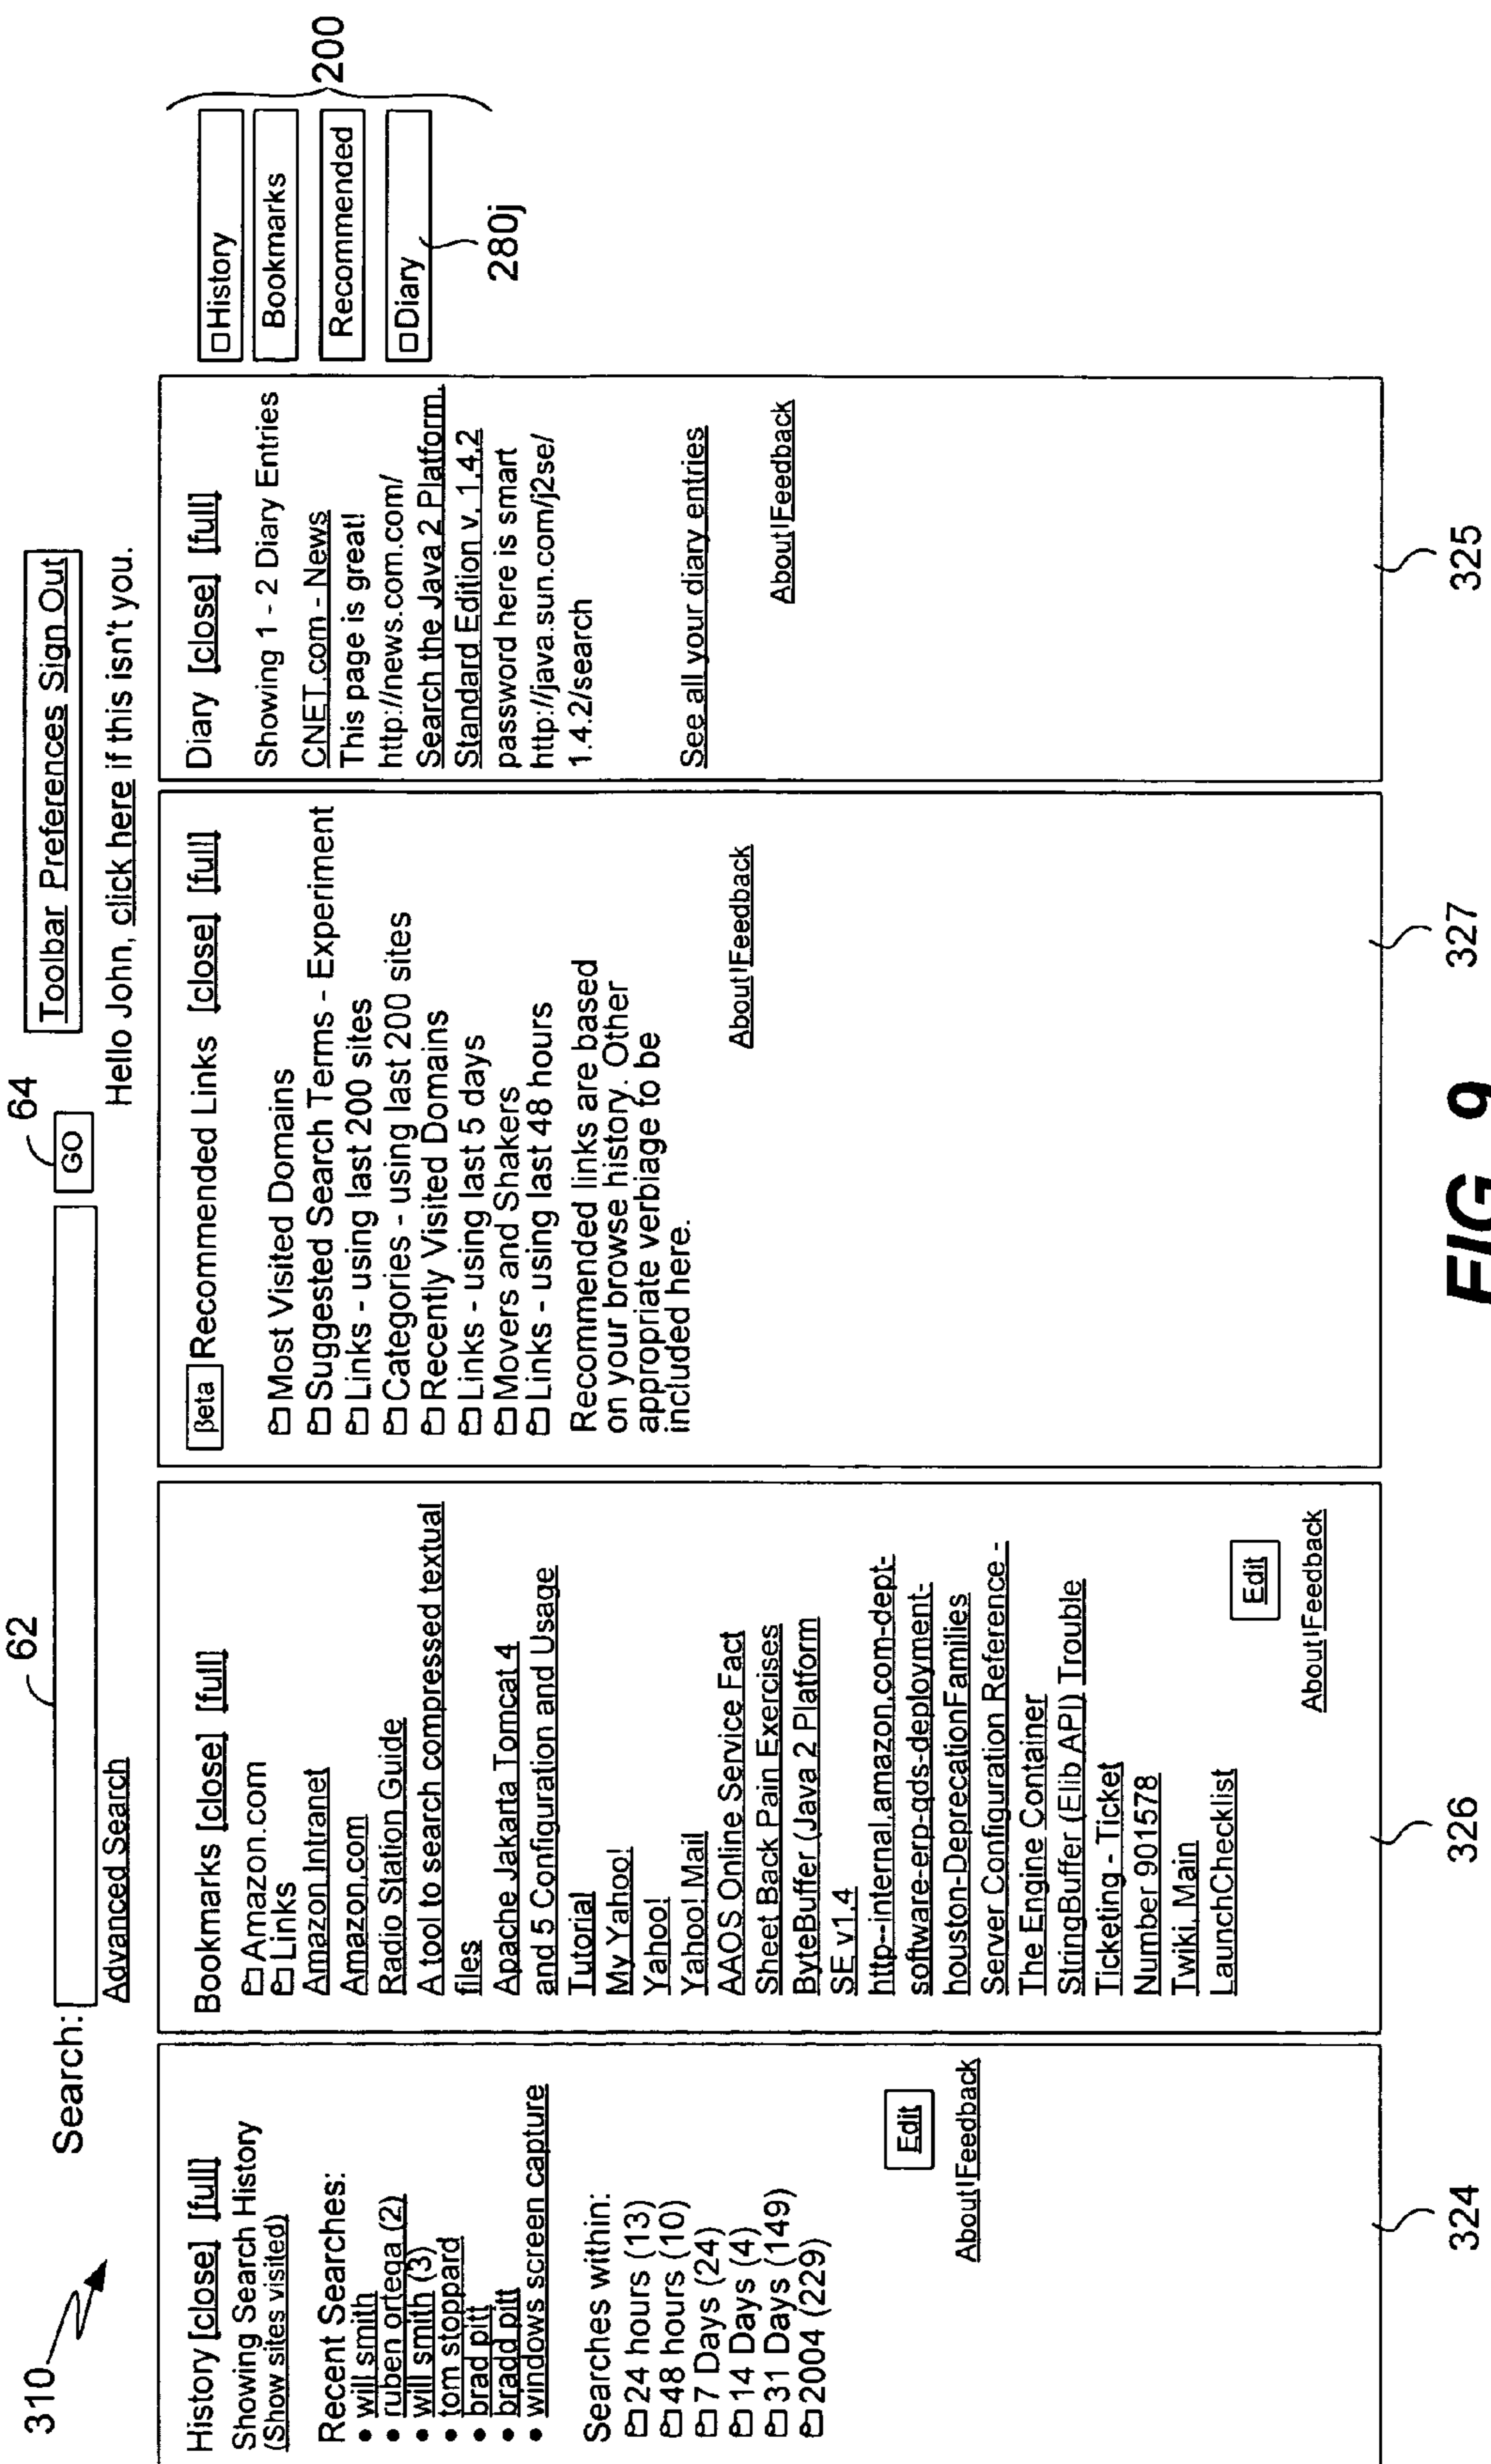 310
62
64
Search:
GO
Toolbar Preferences Sign Out
Advanced Search
Hello John, click here if this isn't you.
History [close] [full]
Showing Search History
(Show sites visited)
Recent Searches:
• will smith
• ruben ortega (2)
• will smith (3)
• tom stoppard
• brad pitt
• bradd pitt
• windows screen capture
Searches within:
24 hours (13)
48 hours (10)
7 Days (24)
14 Days (4)
31 Days (149)
2004 (229)
Edit
About!Feedback
324
Bookmarks [close] [full]
Amazon.com
Links
Amazon Intranet
Amazon.com
Radio Station Guide
A tool to search compressed textual
files
Apache Jakarta Tomcat 4
and 5 Configuration and Usage
Tutorial
My Yahoo!
Yahoo!
Yahoo! Mail
AAOS Online Service Fact
Sheet Back Pain Exercises
ByteBuffer (Java 2 Platform
SE v1.4
http--internal.amazon.com-dept-
software-erp-gds-deployment-
houston-DeprecationFamilies
Server Configuration Reference -
The Engine Container
StringBuffer (Elib API) Trouble
Ticketing - Ticket
Number 901578
Twiki. Main
LaunchChecklist
Edit
About!Feedback
326
βeta Recommended Links [close] [full]
Most Visited Domains
Suggested Search Terms - Experiment
Links - using last 200 sites
Categories - using last 200 sites
Recently Visited Domains
Links - using last 5 days
Movers and Shakers
Links - using last 48 hours
Recommended links are based
on your browse history. Other
appropriate verbiage to be
included here.
About!Feedback
327
Diary [close] [full]
Showing 1 - 2 Diary Entries
CNET.com - News
This page is great!
http://news.com.com/
Search the Java 2 Platform,
Standard Edition v. 1.4.2
password here is smart
http://java.sun.com/j2se/
1.4.2/search
See all your diary entries
About!Feedback
325
History
Bookmarks
Recommended
Diary
200
280j
FIG. 9